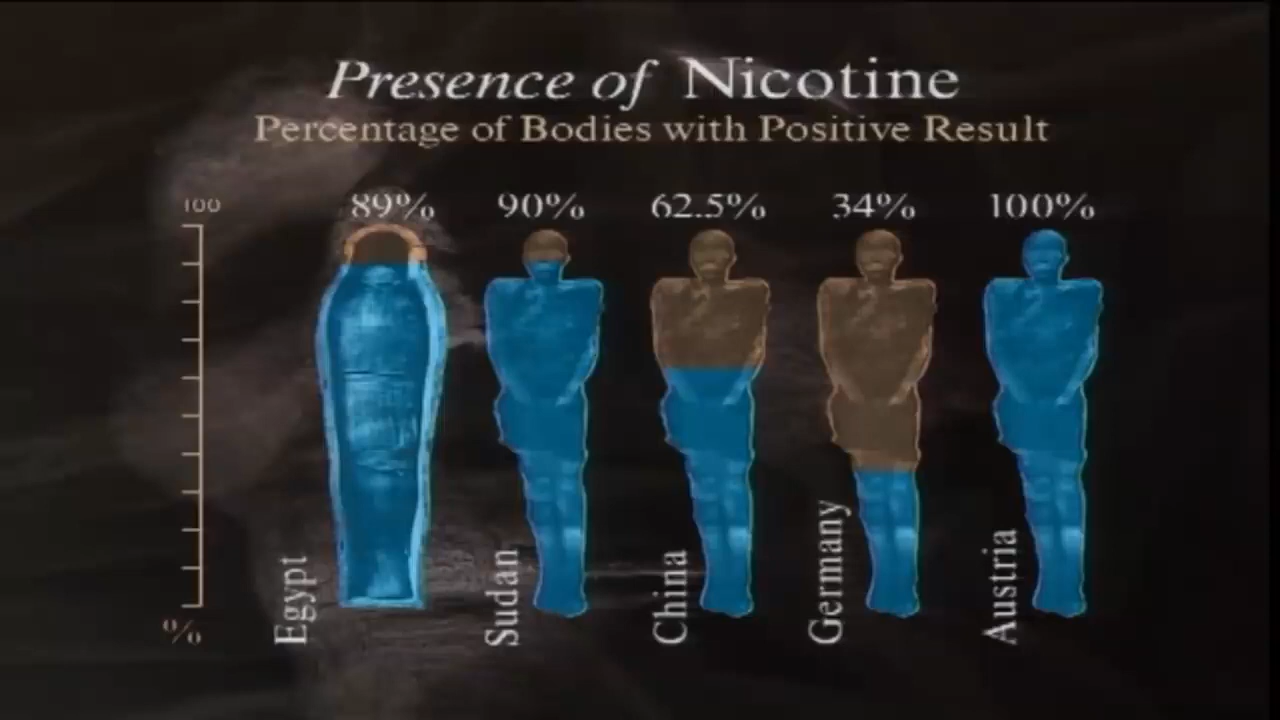 Presence of Nicotine
Percentage of Bodies with Positive Result
100
89% 90% 62.5% 34% 100%
Egypt Sudan China Germany Austria
%